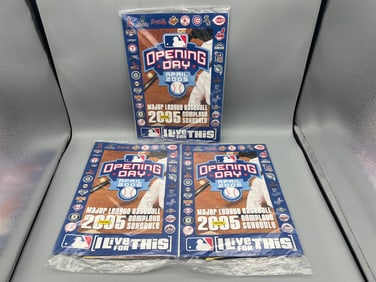 OPENING
DAY
APRIL
2005
MAJOR LEAGUE BASEBALL
2005 COMPLETE
SCHEDULE
I Live FOR THIS
OPENING
DAY
APRIL
2005
MAJOR LEAGUE BASEBALL
2005 COMPLETE
SCHEDULE
I Live FOR THIS
OPENING
DAY
APRIL
2005
MAJOR LEAGUE BASEBALL
2005 COMPLETE
SCHEDULE
I Live FOR THIS